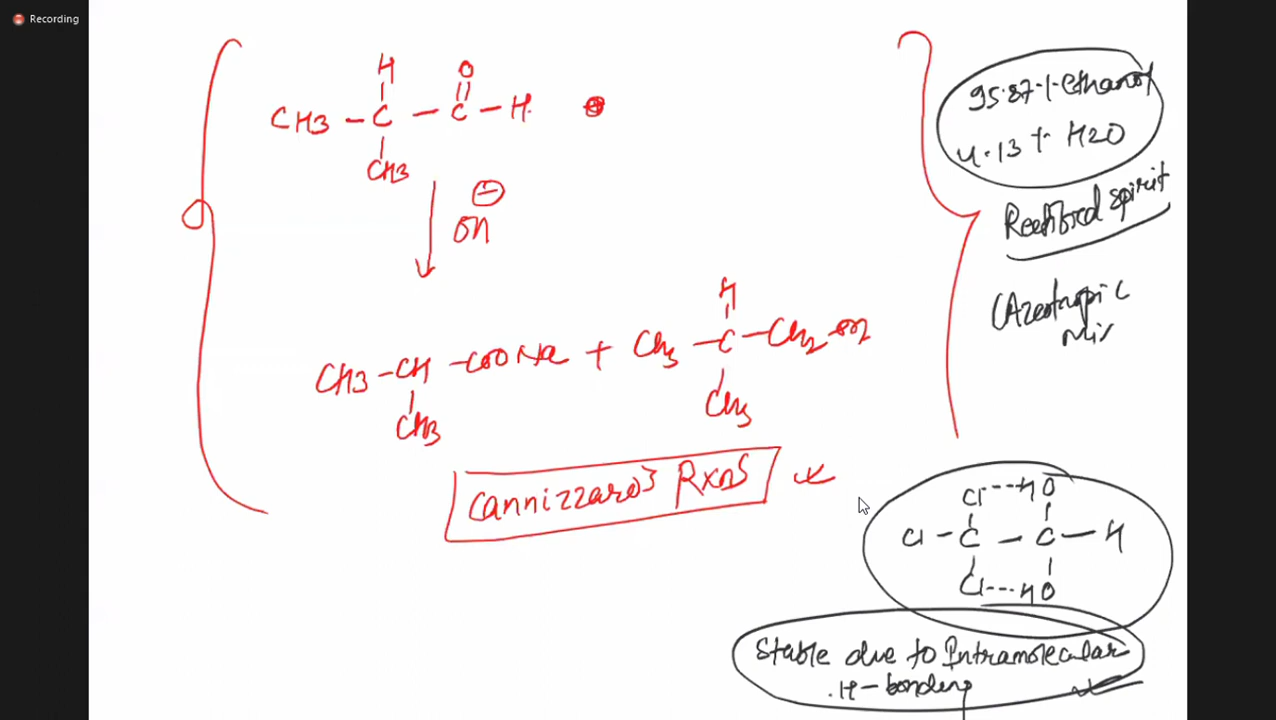 Recording
H O
|  ||
CH3 - C - C - H ⊕
|
CH3
⊖
OH
H
|
CH3 - CH - COONa + CH3 - C - CH2 - OH
|  |
CH3  CH3
Cannizzaro's Rxns
95.87% ethanol
4.13% H2O
Rectified spirit
(Azeotropic
Mix
Cl---HO
|  |
Cl - C - C - H
|  |
Cl---HO
Stable due to Intramolecular
H-bonding